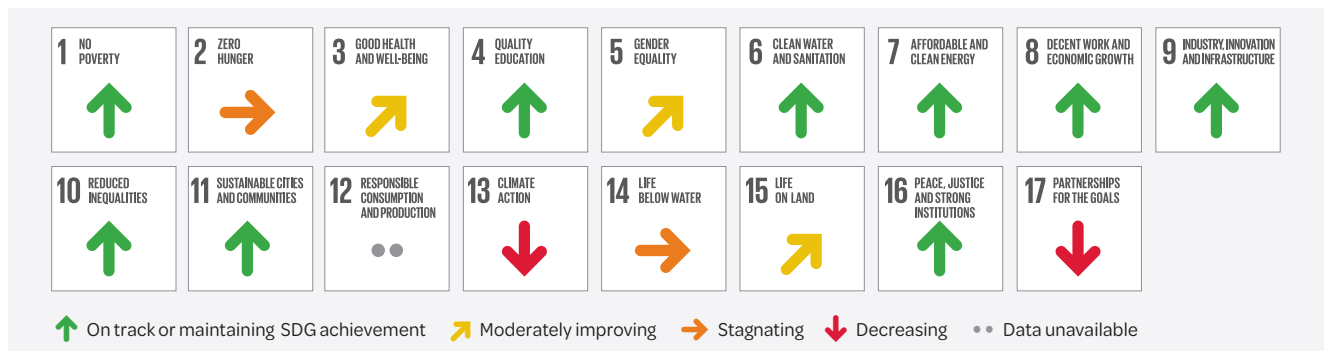 1 NO
POVERTY
2 ZERO
HUNGER
3 GOOD HEALTH
AND WELL-BEING
4 QUALITY
EDUCATION
5 GENDER
EQUALITY
6 CLEAN WATER
AND SANITATION
7 AFFORDABLE AND
CLEAN ENERGY
8 DECENT WORK AND
ECONOMIC GROWTH
9 INDUSTRY, INNOVATION
AND INFRASTRUCTURE
10 REDUCED
INEQUALITIES
11 SUSTAINABLE CITIES
AND COMMUNITIES
12 RESPONSIBLE
CONSUMPTION
AND PRODUCTION
13 CLIMATE
ACTION
14 LIFE
BELOW WATER
15 LIFE
ON LAND
16 PEACE, JUSTICE
AND STRONG
INSTITUTIONS
17 PARTNERSHIPS
FOR THE GOALS
On track or maintaining SDG achievement Moderately improving Stagnating Decreasing Data unavailable